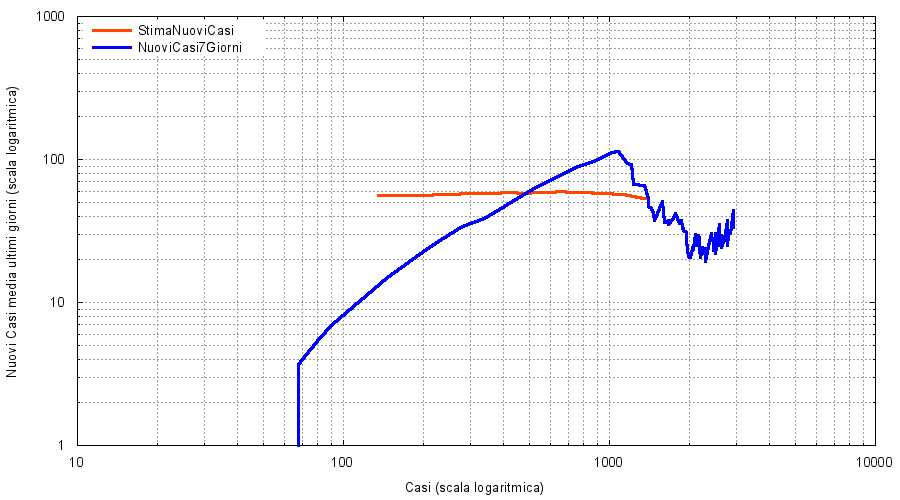 1000
StimaNuoviCasi
NuoviCasi7Giorni
100
10
1
10
100
1000
10000
Nuovi Casi media ultimi giorni (scala logaritmica)
Casi (scala logaritmica)